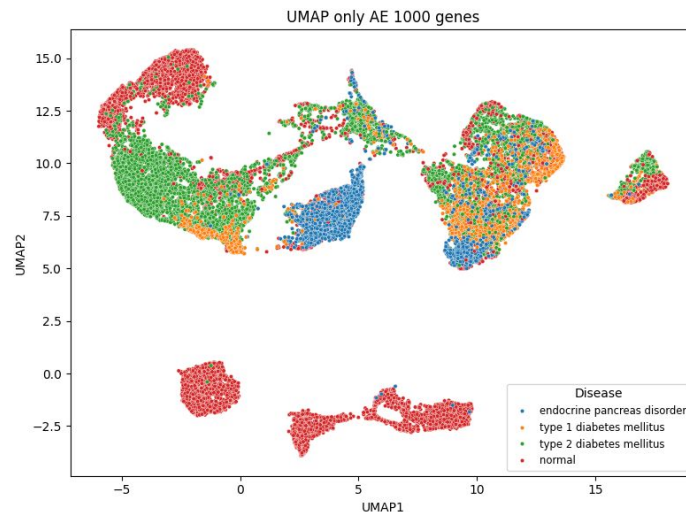 UMAP only AE 1000 genes
15.0
12.5
10.0
7.5
5.0
2.5
0.0
−2.5
UMAP2
−5
0
5
10
15
UMAP1
Disease
endocrine pancreas disorder
type 1 diabetes mellitus
type 2 diabetes mellitus
normal